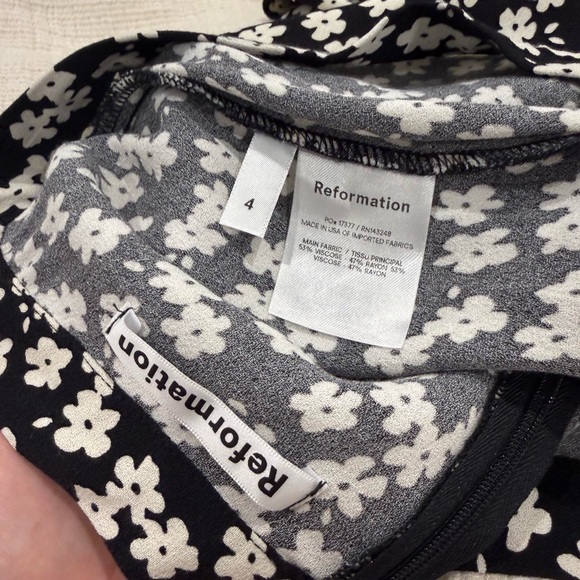 4
Reformation
PO# 17377 / RN143248
MADE IN USA OF IMPORTED FABRICS
MAIN FABRIC / TISSU PRINCIPAL
53% VISCOSE - 47% RAYON 53%
VISCOSE - 47% RAYON
Reformation